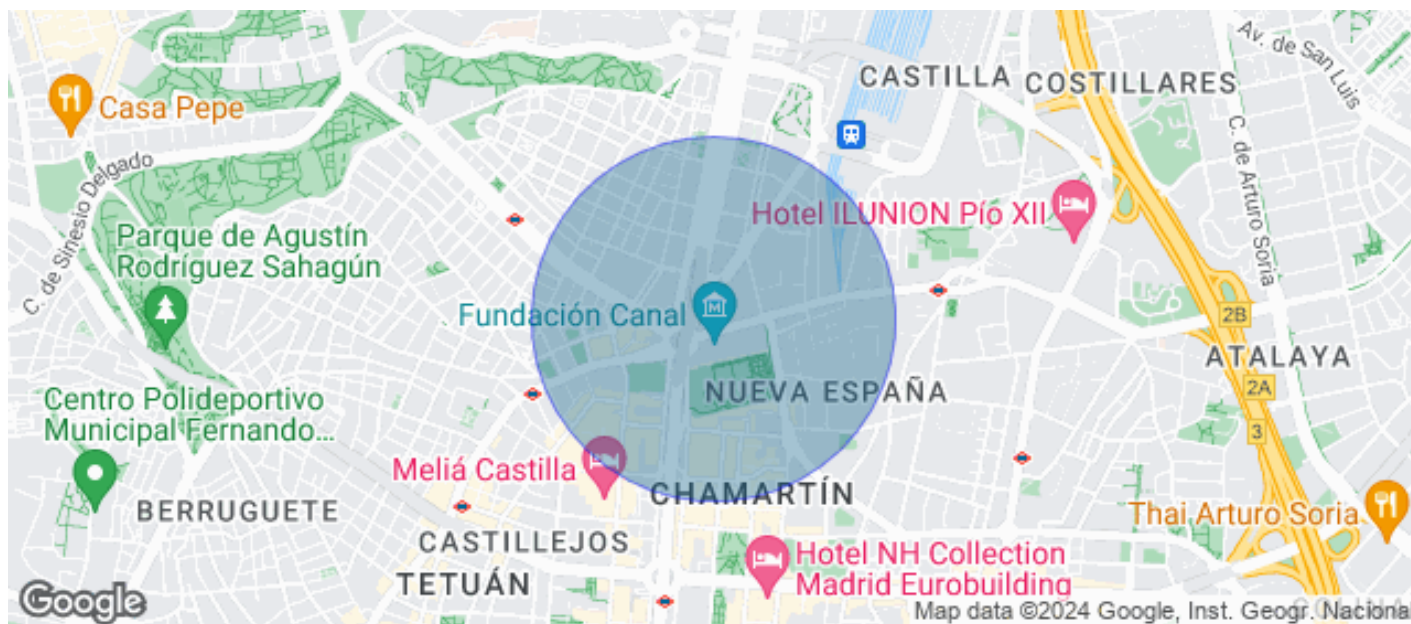 Casa Pepe
CASTILLA
COSTILLARES
Av. de San Luis
C. de Sinesio Delgado
C. de Arturo Soria
Hotel ILUNION Pío XII
Parque de Agustín
Rodríguez Sahagún
Fundación Canal
M
2B
ATALAYA
2A
3
NUEVA ESPAÑA
Centro Polideportivo
Municipal Fernando...
Meliá Castilla
CHAMARTÍN
BERRUGUETE
Thai Arturo Soria
CASTILLEJOS
TETUÁN
Hotel NH Collection
Madrid Eurobuilding
Google
Map data ©2024 Google, Inst. Geogr. Naciona